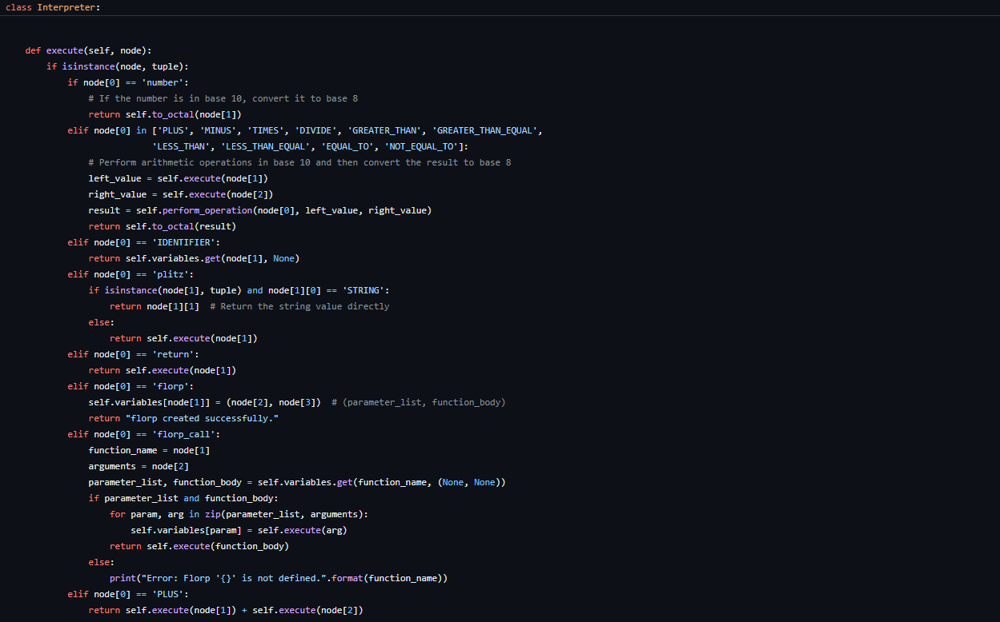 class Interpreter:
def execute(self, node):
if isinstance(node, tuple):
if node[0] == 'number':
# If the number is in base 10, convert it to base 8
return self.to_octal(node[1])
elif node[0] in ['PLUS', 'MINUS', 'TIMES', 'DIVIDE', 'GREATER_THAN', 'GREATER_THAN_EQUAL',
'LESS_THAN', 'LESS_THAN_EQUAL', 'EQUAL_TO', 'NOT_EQUAL_TO']:
# Perform arithmetic operations in base 10 and then convert the result to base 8
left_value = self.execute(node[1])
right_value = self.execute(node[2])
result = self.perform_operation(node[0], left_value, right_value)
return self.to_octal(result)
elif node[0] == 'IDENTIFIER':
return self.variables.get(node[1], None)
elif node[0] == 'plitz':
if isinstance(node[1], tuple) and node[1][0] == 'STRING':
return node[1][1]  # Return the string value directly
else:
return self.execute(node[1])
elif node[0] == 'return':
return self.execute(node[1])
elif node[0] == 'florp':
self.variables[node[1]] = (node[2], node[3])  # (parameter_list, function_body)
return "florp created successfully."
elif node[0] == 'florp_call':
function_name = node[1]
arguments = node[2]
parameter_list, function_body = self.variables.get(function_name, (None, None))
if parameter_list and function_body:
for param, arg in zip(parameter_list, arguments):
self.variables[param] = self.execute(arg)
return self.execute(function_body)
else:
print("Error: Florp '{}' is not defined.".format(function_name))
elif node[0] == 'PLUS':
return self.execute(node[1]) + self.execute(node[2])